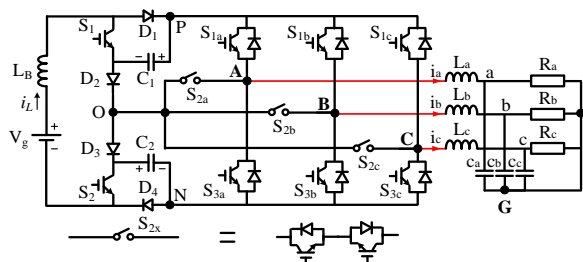 S1 D1 P S1a S1b S1c
LB C1 D2 A La ia a Ra
iL S2a
O B Lb ib b Rb
S2b
Vg + − D3 C2 C Lc ic c Rc
S2c
ca cb cc
S2 D4 N S3a S3b S3c
G
S2x
=